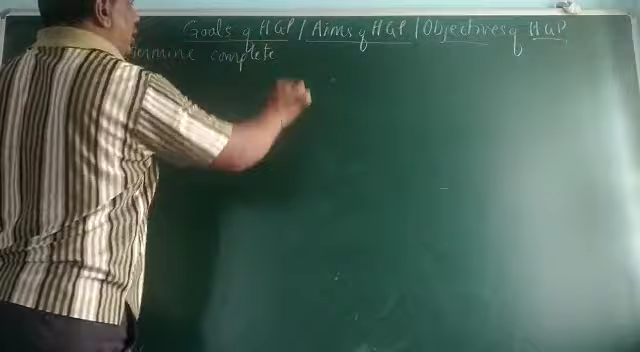 Goals of HGP / Aims of HGP / Objectives of HGP
complete